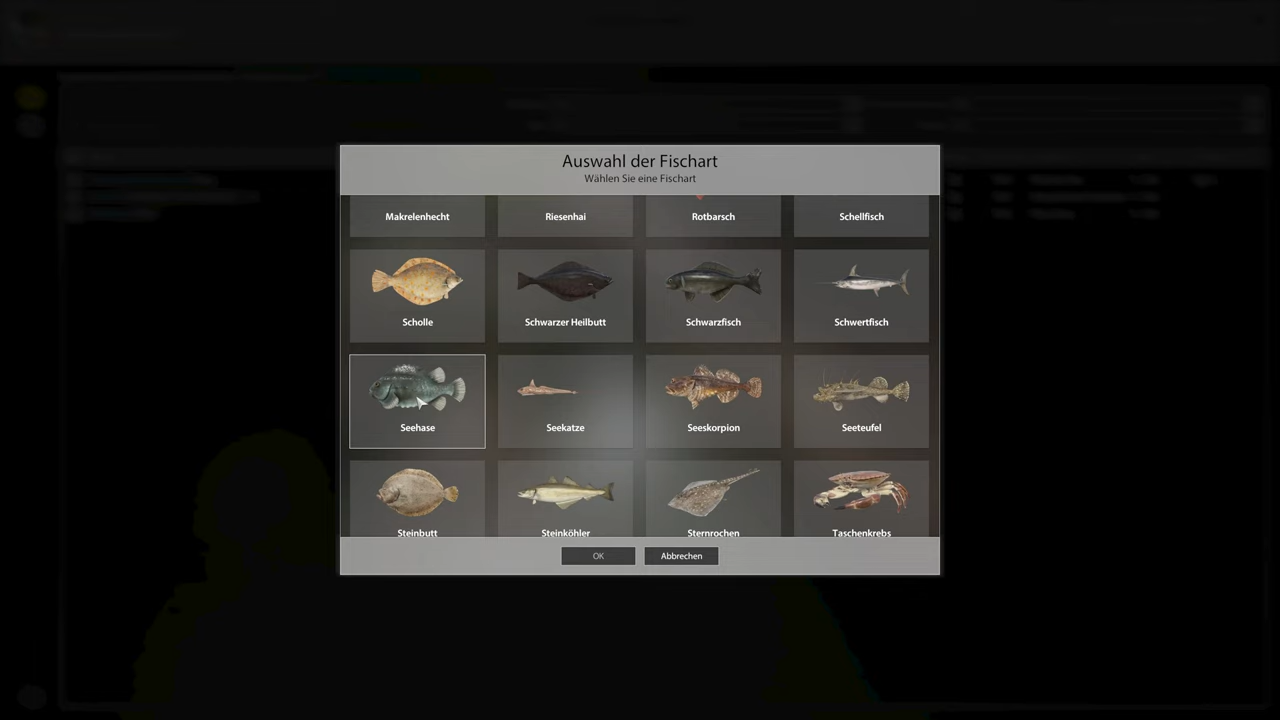 Auswahl der Fischart
Wählen Sie eine Fischart
Makrelenhecht Riesenhai Rotbarsch Schellfisch
Scholle Schwarzer Heilbutt Schwarzfisch Schwertfisch
Seehase Seekatze Seeskorpion Seeteufel
Steinbutt Steinköhler Sternrochen Taschenkrebs
OK Abbrechen